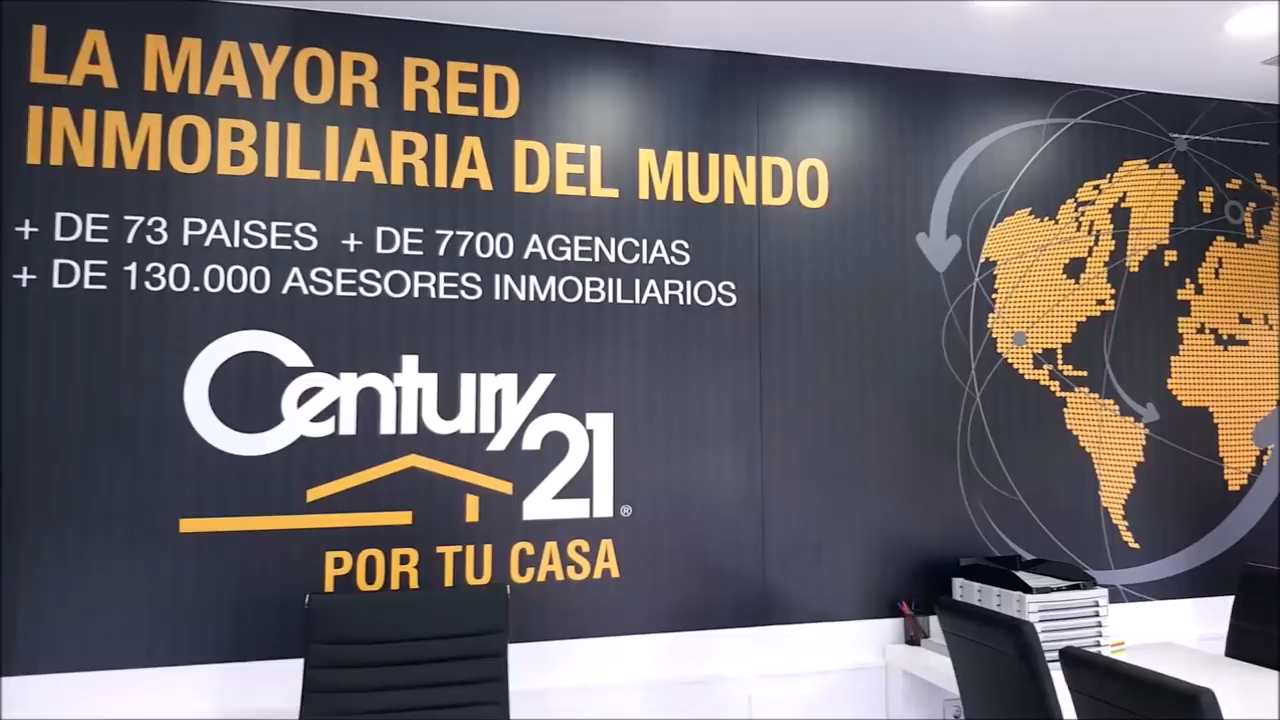 LA MAYOR RED
INMOBILIARIA DEL MUNDO
+ DE 73 PAISES + DE 7700 AGENCIAS
+ DE 130.000 ASESORES INMOBILIARIOS
Century
21®
POR TU CASA